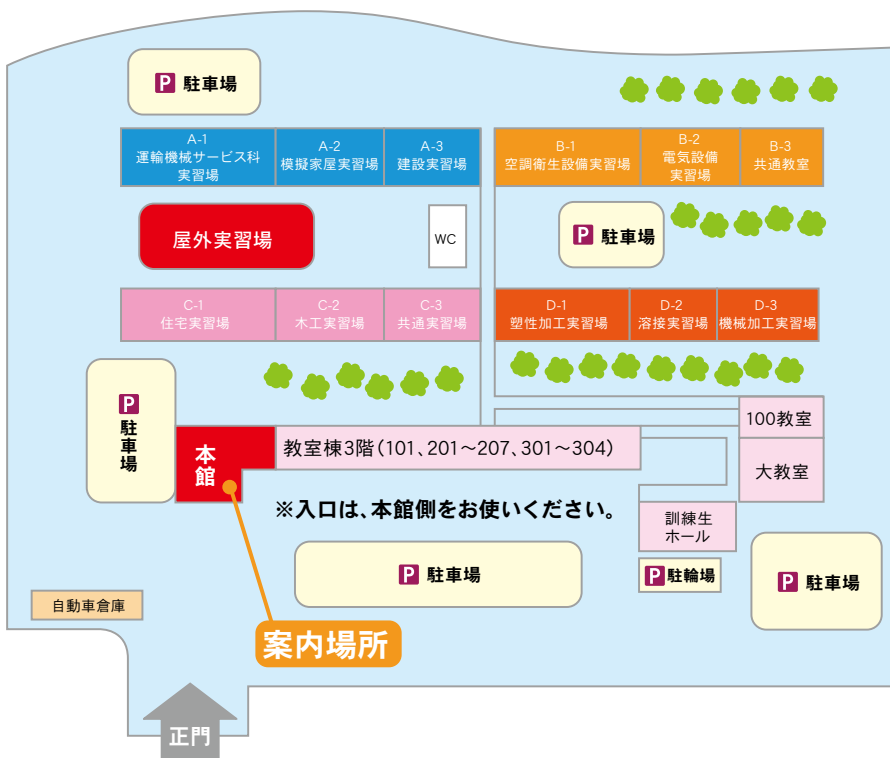 P 駐車場
A-1
運輸機械サービス科
実習場
A-2
模擬家屋実習場
A-3
建設実習場
B-1
空調衛生設備実習場
B-2
電気設備
実習場
B-3
共通教室
屋外実習場
WC
P 駐車場
C-1
住宅実習場
C-2
木工実習場
C-3
共通実習場
D-1
塑性加工実習場
D-2
溶接実習場
D-3
機械加工実習場
P
駐車場
本館
教室棟3階(101、201〜207、301〜304)
100教室
大教室
※入口は、本館側をお使いください。
訓練生
ホール
P 駐車場
P 駐輪場
P 駐車場
自動車倉庫
案内場所
正門